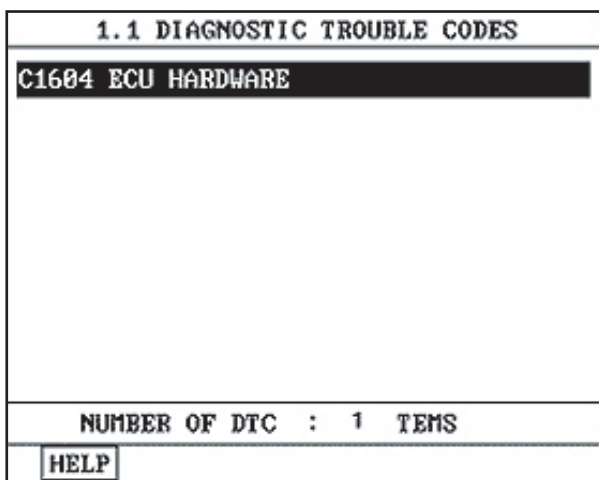 1.1 DIAGNOSTIC TROUBLE CODES
C1604 ECU HARDWARE
NUMBER OF DTC : 1 TEMS
HELP